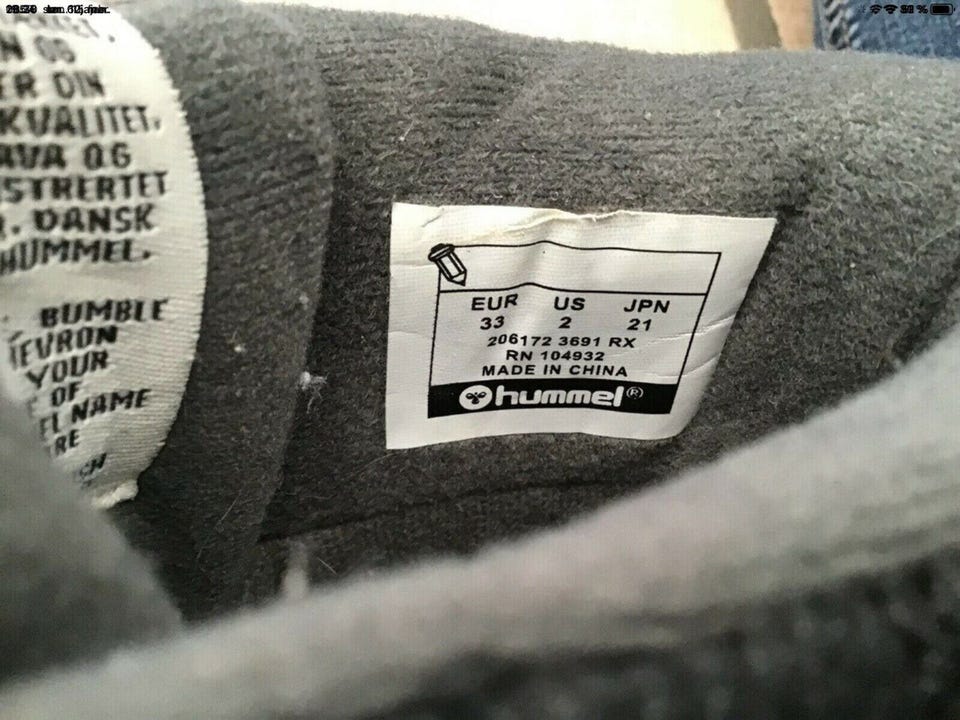 N OG
ER DIN
KVALITET,
AVA OG
ISTRERTET
R. DANSK
HUMMEL.
BUMBLE
EVRON
YOUR
OF
EL NAME
RE
EUR US JPN
33 2 21
206172 3691 RX
RN 104932
MADE IN CHINA
hummel®